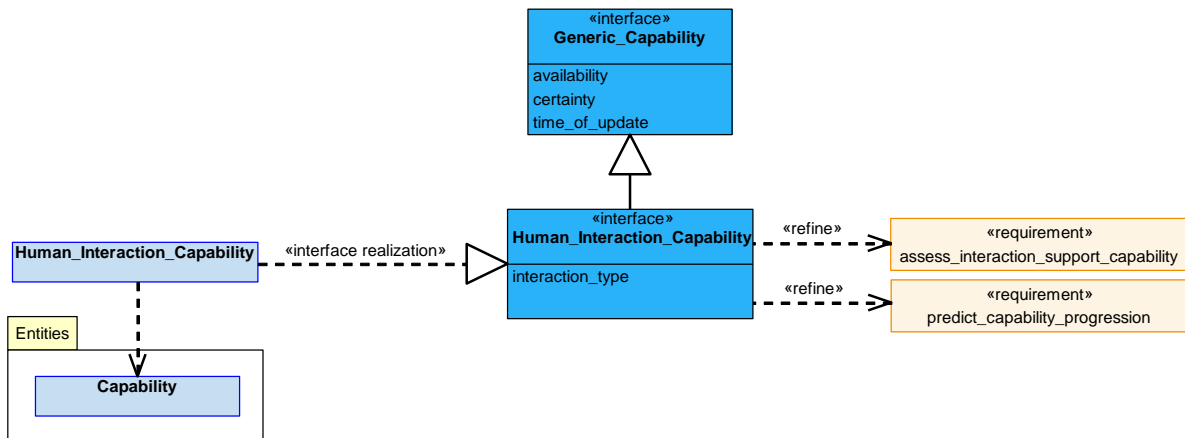 «interface»
Generic_Capability
availability
certainty
time_of_update
«interface»
Human_Interaction_Capability
interaction_type
Human_Interaction_Capability
«interface realization»
«refine»
«requirement»
assess_interaction_support_capability
«refine»
«requirement»
predict_capability_progression
Entities
Capability